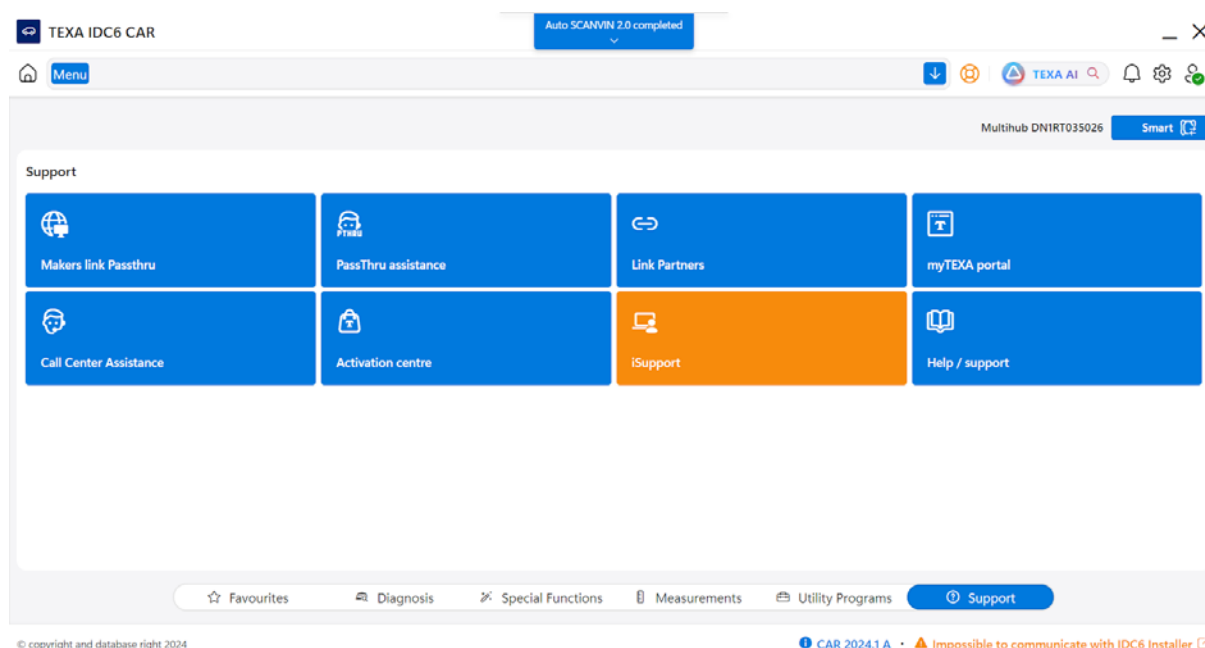 TEXA IDC6 CAR
Auto SCANVIN 2.0 completed
Menu
TEXA AI
Multihub DN1RT035026
Smart
Support
Makers link Passthru
PTHRU
PassThru assistance
Link Partners
T
myTEXA portal
Call Center Assistance
T
Activation centre
iSupport
Help / support
Favourites
Diagnosis
Special Functions
Measurements
Utility Programs
Support
© copyright and database right 2024
CAR 2024.1 A • Impossible to communicate with IDC6 Installer